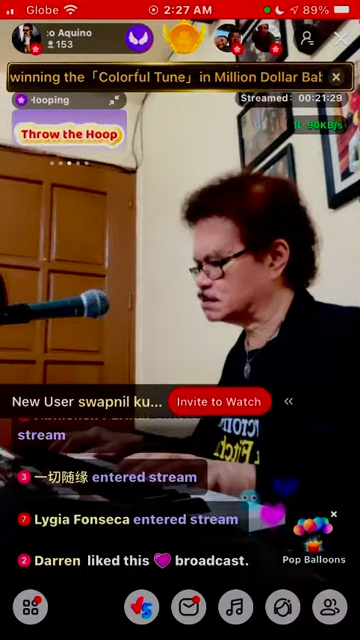 Globe 2:27 AM 89%
:o Aquino
153
winning the「Colorful Tune」in Million Dollar Bab
Hooping
Streamed: 00:21:29
Throw the Hoop
90KB/s
New User swapnil ku... Invite to Watch
stream
3 一切随缘 entered stream
7 Lygia Fonseca entered stream
2 Darren liked this broadcast.
Pop Balloons
VS